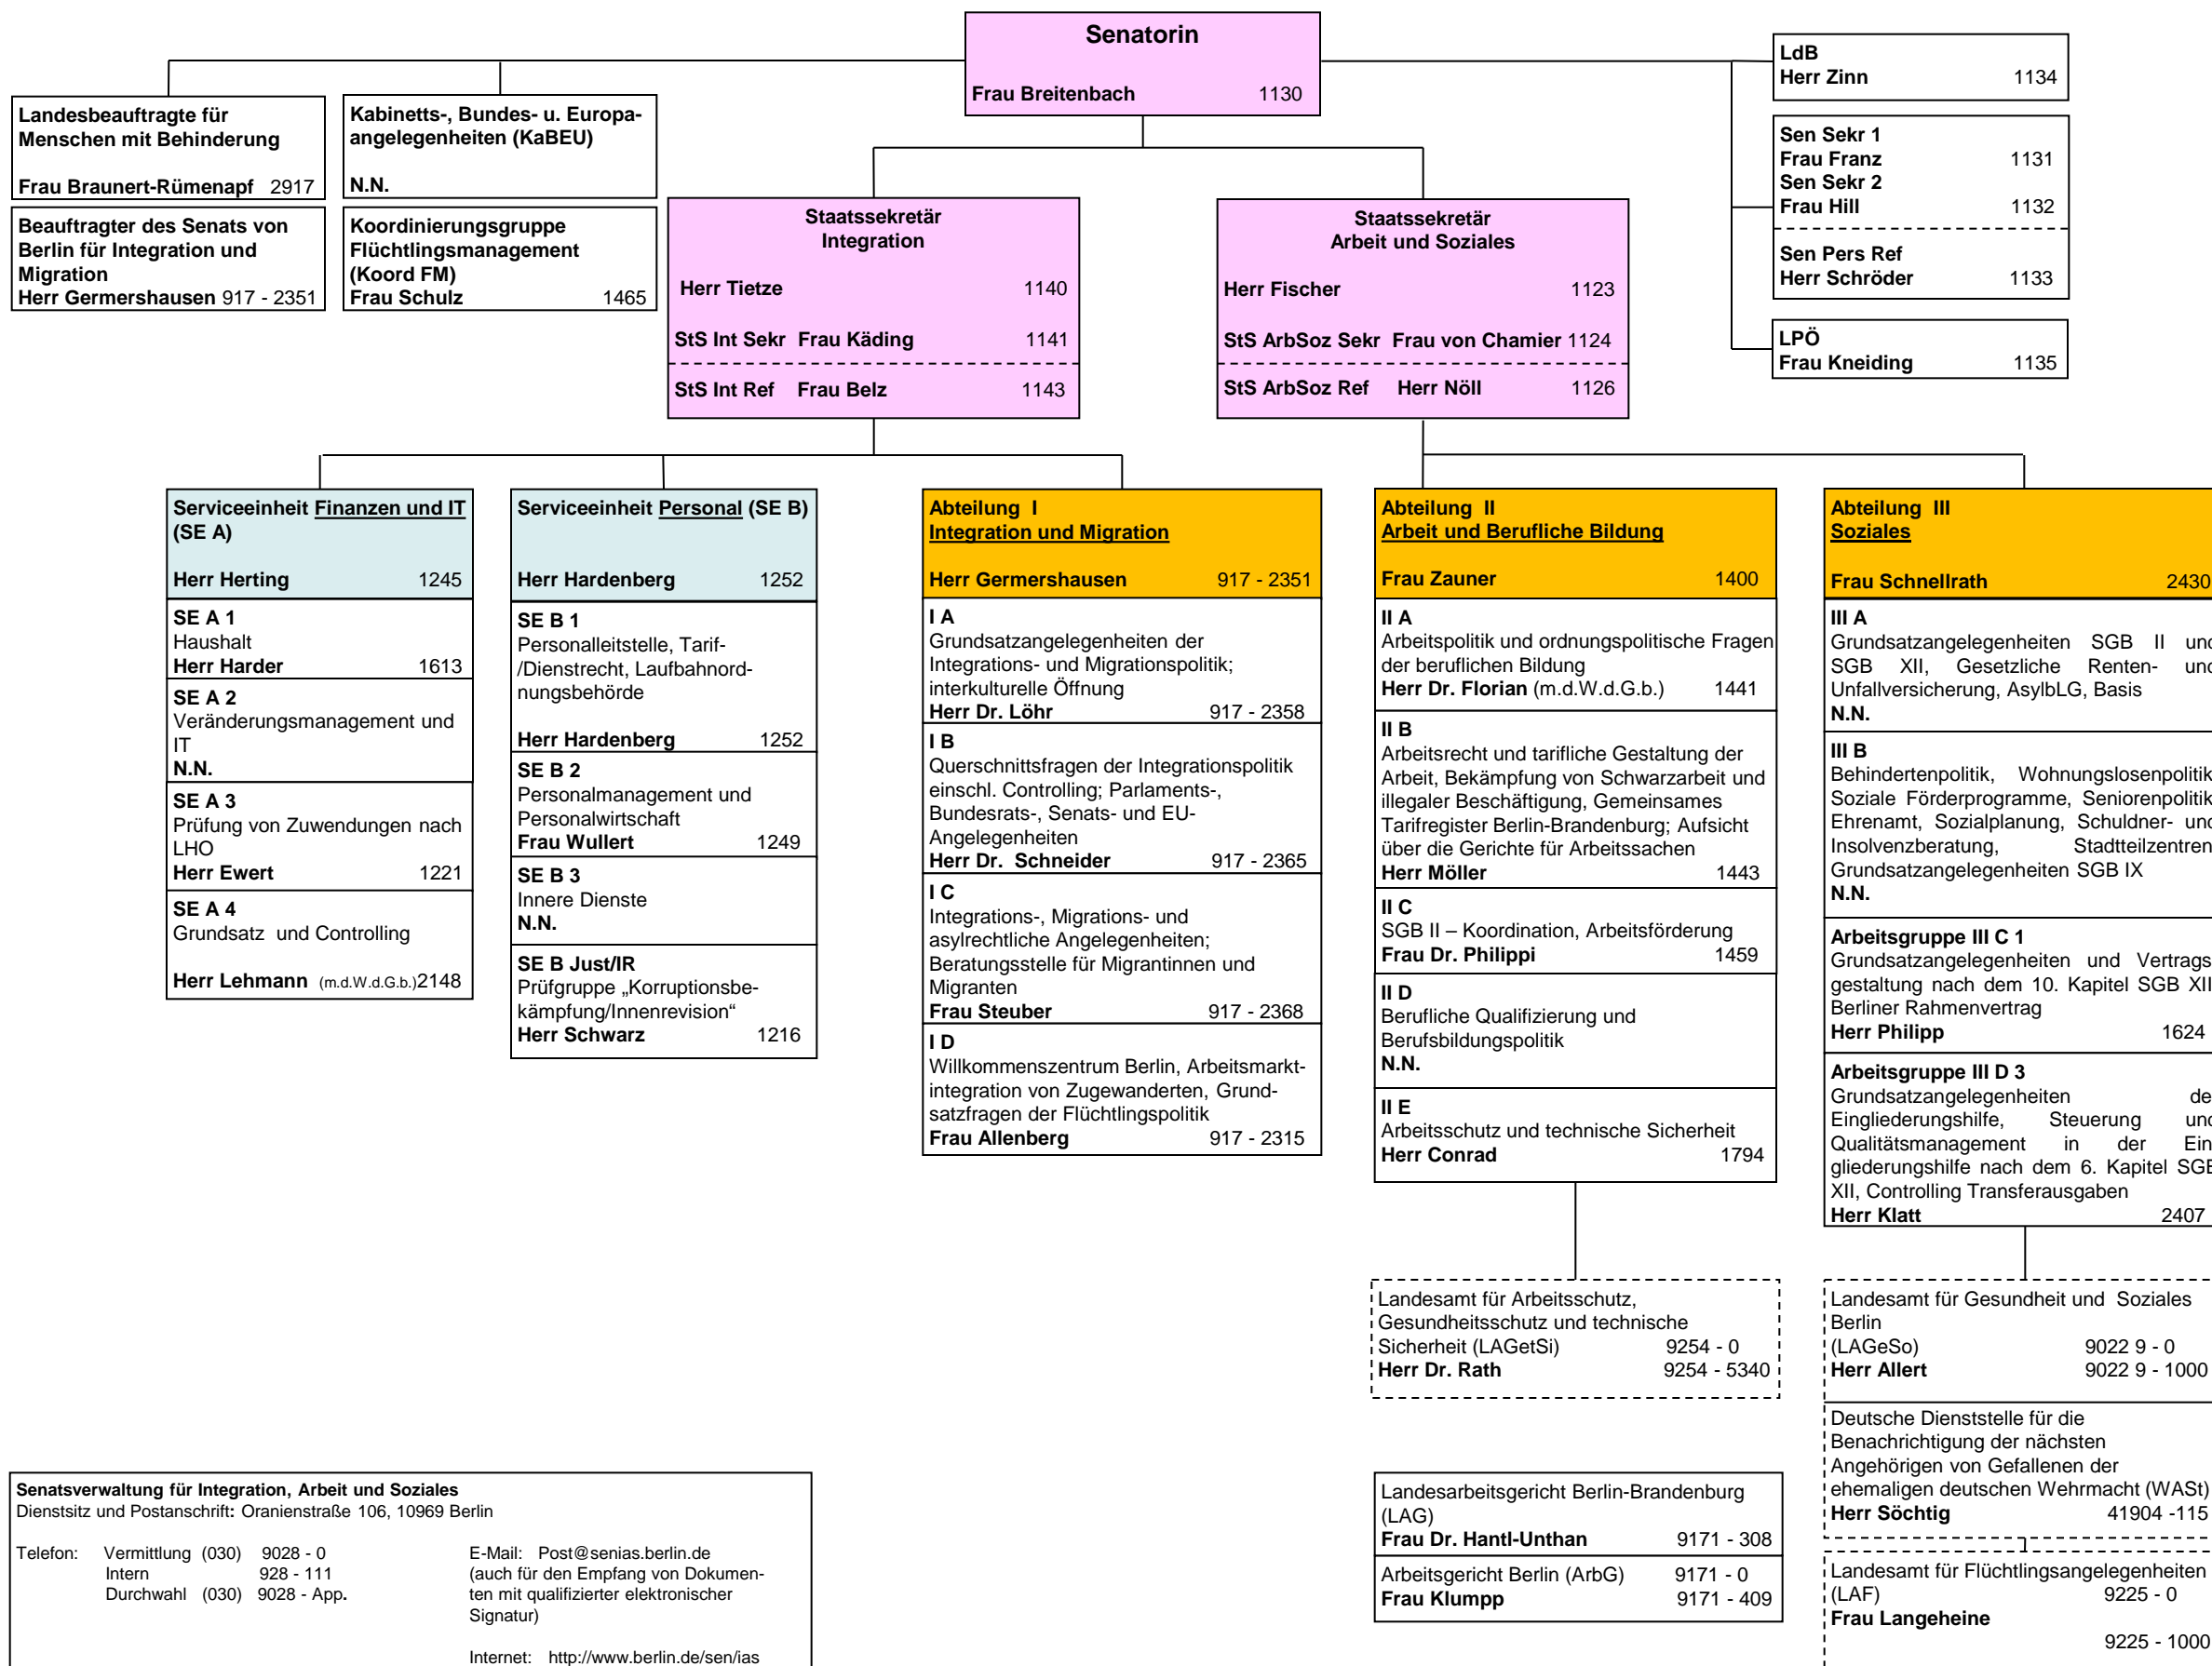 Senatorin
Frau Breitenbach 1130
LdB
Herr Zinn 1134
Sen Sekr 1
Frau Franz 1131
Sen Sekr 2
Frau Hill 1132
Sen Pers Ref
Herr Schröder 1133
LPÖ
Frau Kneiding 1135
Landesbeauftragte für
Menschen mit Behinderung
Frau Braunert-Rümenapf 2917
Kabinetts-, Bundes- u. Europa-
angelegenheiten (KaBEU)
N.N.
Beauftragter des Senats von
Berlin für Integration und
Migration
Herr Germershausen 917 - 2351
Koordinierungsgruppe
Flüchtlingsmanagement
(Koord FM)
Frau Schulz 1465
Staatssekretär
Integration
Herr Tietze 1140
StS Int Sekr Frau Käding 1141
StS Int Ref Frau Belz 1143
Staatssekretär
Arbeit und Soziales
Herr Fischer 1123
StS ArbSoz Sekr Frau von Chamier 1124
StS ArbSoz Ref Herr Nöll 1126
Serviceeinheit Finanzen und IT
(SE A)
Herr Herting 1245
SE A 1
Haushalt
Herr Harder 1613
SE A 2
Veränderungsmanagement und
IT
N.N.
SE A 3
Prüfung von Zuwendungen nach
LHO
Herr Ewert 1221
SE A 4
Grundsatz und Controlling
Herr Lehmann (m.d.W.d.G.b.)2148
Serviceeinheit Personal (SE B)
Herr Hardenberg 1252
SE B 1
Personalleitstelle, Tarif-
/Dienstrecht, Laufbahnord-
nungsbehörde
Herr Hardenberg 1252
SE B 2
Personalmanagement und
Personalwirtschaft
Frau Wullert 1249
SE B 3
Innere Dienste
N.N.
SE B Just/IR
Prüfgruppe „Korruptionsbe-
kämpfung/Innenrevision“
Herr Schwarz 1216
Abteilung I
Integration und Migration
Herr Germershausen 917 - 2351
I A
Grundsatzangelegenheiten der
Integrations- und Migrationspolitik;
interkulturelle Öffnung
Herr Dr. Löhr 917 - 2358
I B
Querschnittsfragen der Integrationspolitik
einschl. Controlling; Parlaments-,
Bundesrats-, Senats- und EU-
Angelegenheiten
Herr Dr. Schneider 917 - 2365
I C
Integrations-, Migrations- und
asylrechtliche Angelegenheiten;
Beratungsstelle für Migrantinnen und
Migranten
Frau Steuber 917 - 2368
I D
Willkommenszentrum Berlin, Arbeitsmarkt-
integration von Zugewanderten, Grund-
satzfragen der Flüchtlingspolitik
Frau Allenberg 917 - 2315
Abteilung II
Arbeit und Berufliche Bildung
Frau Zauner 1400
II A
Arbeitspolitik und ordnungspolitische Fragen
der beruflichen Bildung
Herr Dr. Florian (m.d.W.d.G.b.) 1441
II B
Arbeitsrecht und tarifliche Gestaltung der
Arbeit, Bekämpfung von Schwarzarbeit und
illegaler Beschäftigung, Gemeinsames
Tarifregister Berlin-Brandenburg; Aufsicht
über die Gerichte für Arbeitssachen
Herr Möller 1443
II C
SGB II – Koordination, Arbeitsförderung
Frau Dr. Philippi 1459
II D
Berufliche Qualifizierung und
Berufsbildungspolitik
N.N.
II E
Arbeitsschutz und technische Sicherheit
Herr Conrad 1794
Abteilung III
Soziales
Frau Schnellrath 2430
III A
Grundsatzangelegenheiten SGB II und
SGB XII, Gesetzliche Renten- und
Unfallversicherung, AsylbLG, Basis
N.N.
III B
Behindertenpolitik, Wohnungslosenpolitik
Soziale Förderprogramme, Seniorenpolitik
Ehrenamt, Sozialplanung, Schuldner- und
Insolvenzberatung, Stadtteilzentren
Grundsatzangelegenheiten SGB IX
N.N.
Arbeitsgruppe III C 1
Grundsatzangelegenheiten und Vertrags
gestaltung nach dem 10. Kapitel SGB XII
Berliner Rahmenvertrag
Herr Philipp 1624
Arbeitsgruppe III D 3
Grundsatzangelegenheiten de
Eingliederungshilfe, Steuerung und
Qualitätsmanagement in der Ein
gliederungshilfe nach dem 6. Kapitel SGB
XII, Controlling Transferausgaben
Herr Klatt 2407
Landesamt für Arbeitsschutz,
Gesundheitsschutz und technische
Sicherheit (LAGetSi) 9254 - 0
Herr Dr. Rath 9254 - 5340
Landesamt für Gesundheit und Soziales
Berlin
(LAGeSo) 9022 9 - 0
Herr Allert 9022 9 - 1000
Deutsche Dienststelle für die
Benachrichtigung der nächsten
Angehörigen von Gefallenen der
ehemaligen deutschen Wehrmacht (WASt)
Herr Söchtig 41904 -115
Landesarbeitsgericht Berlin-Brandenburg
(LAG)
Frau Dr. Hantl-Unthan 9171 - 308
Arbeitsgericht Berlin (ArbG) 9171 - 0
Frau Klumpp 9171 - 409
Landesamt für Flüchtlingsangelegenheiten
(LAF) 9225 - 0
Frau Langeheine
9225 - 1000
Senatsverwaltung für Integration, Arbeit und Soziales
Dienstsitz und Postanschrift: Oranienstraße 106, 10969 Berlin
Telefon: Vermittlung (030) 9028 - 0
Intern 928 - 111
Durchwahl (030) 9028 - App.
E-Mail: Post@senias.berlin.de
(auch für den Empfang von Dokumen-
ten mit qualifizierter elektronischer
Signatur)
Internet: http://www.berlin.de/sen/ias